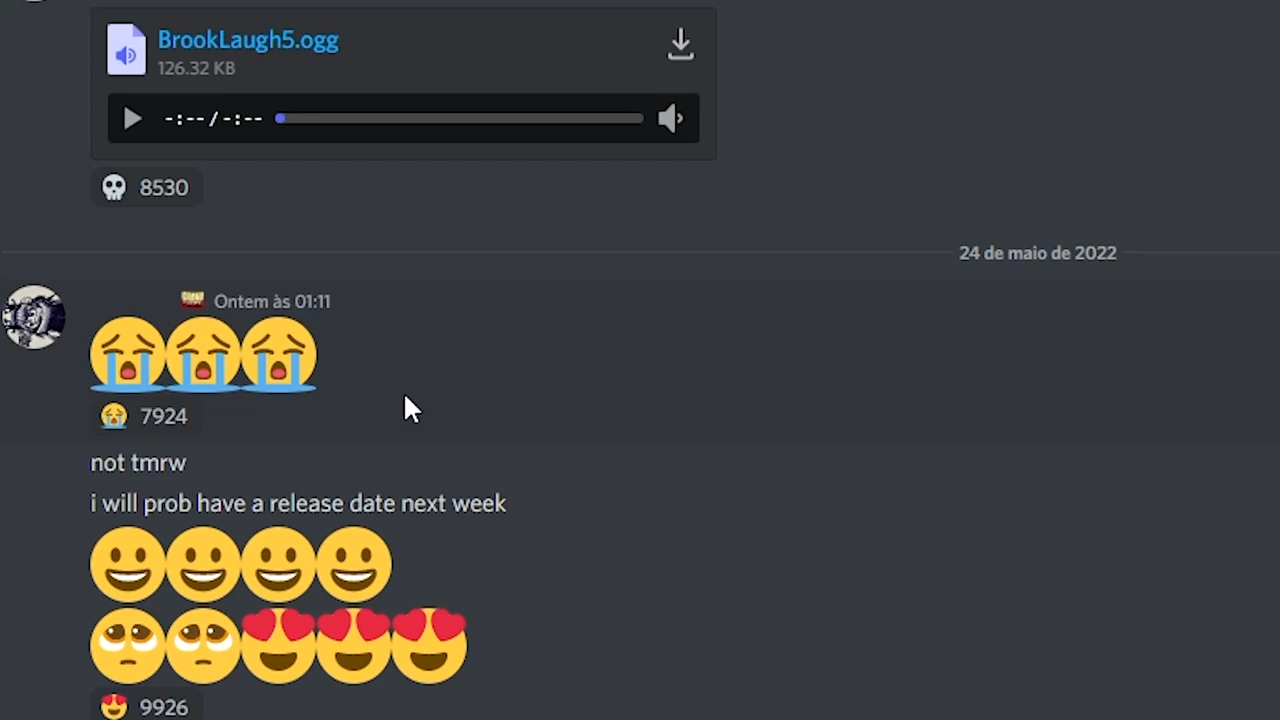 BrookLaugh5.ogg
126.32 KB
-:-- / -:--
8530
24 de maio de 2022
Ontem às 01:11
7924
not tmrw
i will prob have a release date next week
9926